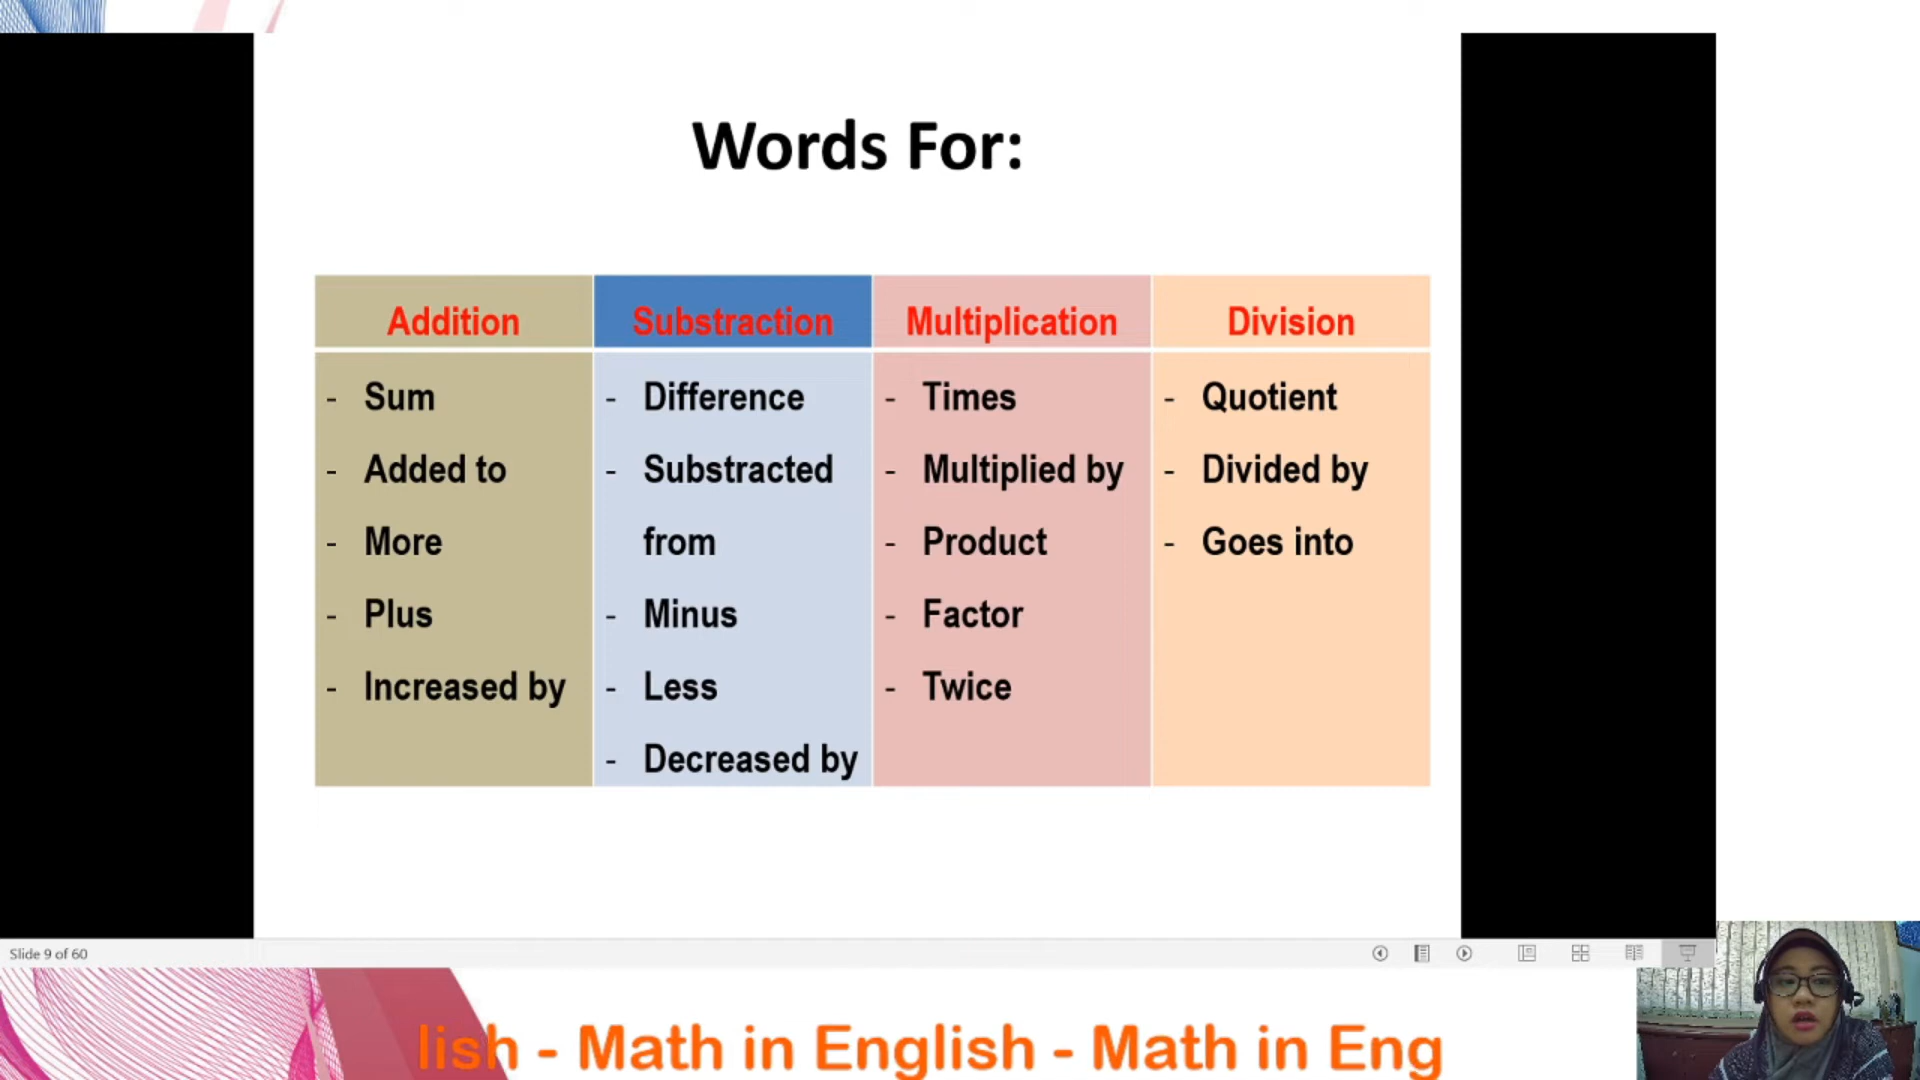 Words For:
Addition
Substraction
Multiplication
Division
- Sum
- Added to
- More
- Plus
- Increased by
- Difference
- Substracted
from
- Minus
- Less
- Decreased by
- Times
- Multiplied by
- Product
- Factor
- Twice
- Quotient
- Divided by
- Goes into
Slide 9 of 60
lish - Math in English - Math in Eng